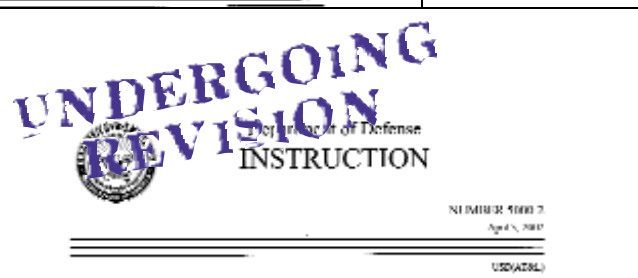 UNDERGOING
REVISION
Department of Defense
INSTRUCTION
NUMBER 5000.2
USD(AT&L)